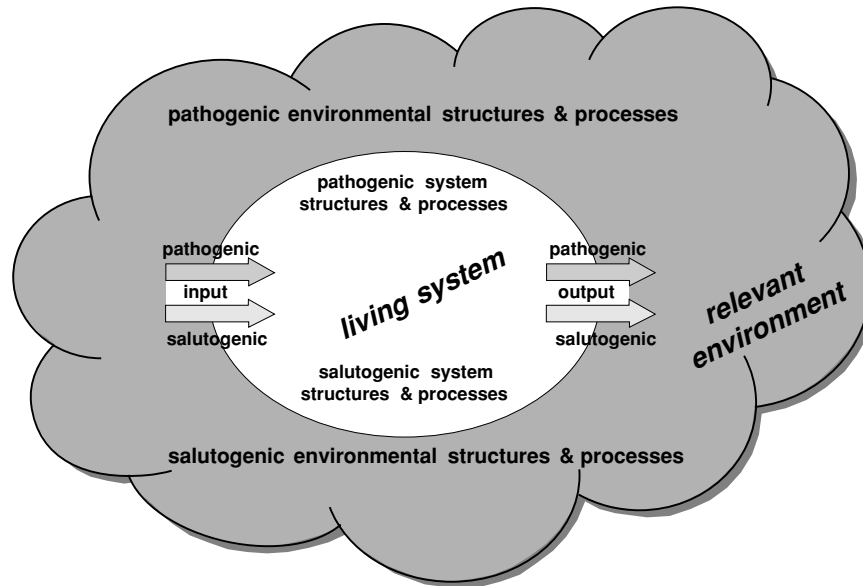 pathogenic environmental structures & processes
pathogenic system
structures & processes
pathogenic
input
salutogenic
living system
pathogenic
output
salutogenic
relevant
environment
salutogenic system
structures & processes
salutogenic environmental structures & processes